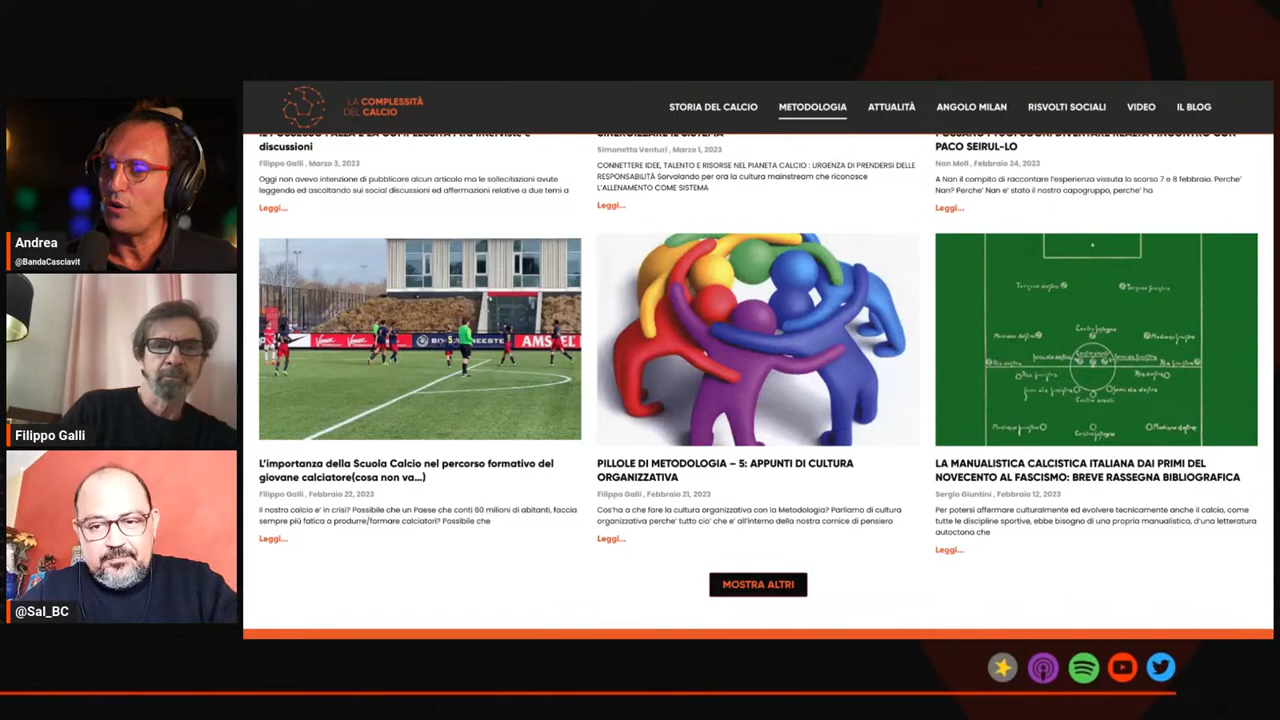 LA COMPLESSITÀ
DEL CALCIO
STORIA DEL CALCIO
METODOLOGIA
ATTUALITÀ
ANGOLO MILAN
RISVOLTI SOCIALI
VIDEO
IL BLOG
discussioni
Filippo Galli , Marzo 3, 2023
Oggi non avevo intenzione di pubblicare alcun articolo ma le sollecitazioni avute
leggendo ed ascoltando sui social discussioni ed affermazioni relative a due temi a
Leggi...
SINERGIZZARE IL SISTEMA
Simonetta Venturi , Marzo 1, 2023
CONNETTERE IDEE, TALENTO E RISORSE NEL PIANETA CALCIO : URGENZA DI PRENDERSI DELLE
RESPONSABILITÀ Sorvolando per ora la cultura mainstream che riconosce
L'ALLENAMENTO COME SISTEMA
Leggi...
PACO SEIRUL-LO
Nan Moll , Febbraio 24, 2023
A Nan il compito di raccontare l'esperienza vissuta lo scorso 7 e 8 febbraio. Perche'
Nan? Perche' Nan e' stato il nostro capogruppo, perche' ha
Leggi...
Andrea
@BandaCasciavit
Filippo Galli
@Sal_BC
AMSTEL
L'importanza della Scuola Calcio nel percorso formativo del
giovane calciatore(cosa non va...)
Filippo Galli , Febbraio 22, 2023
Il nostro calcio e' in crisi? Possibile che un Paese che conti 60 milioni di abitanti, faccia
sempre più fatica a produrre/formare calciatori? Possibile che
Leggi...
PILLOLE DI METODOLOGIA – 5: APPUNTI DI CULTURA
ORGANIZZATIVA
Filippo Galli , Febbraio 21, 2023
Cos'ha a che fare la cultura organizzativa con la Metodologia? Parliamo di cultura
organizzativa perche' tutto cio' che e' all'interno della nostra cornice di pensiero
Leggi...
LA MANUALISTICA CALCISTICA ITALIANA DAI PRIMI DEL
NOVECENTO AL FASCISMO: BREVE RASSEGNA BIBLIOGRAFICA
Sergio Giuntini , Febbraio 12, 2023
Per potersi affermare culturalmente ed evolvere tecnicamente anche il calcio, come
tutte le discipline sportive, ebbe bisogno di una propria manualistica, d'una letteratura
autoctona che
Leggi...
MOSTRA ALTRI